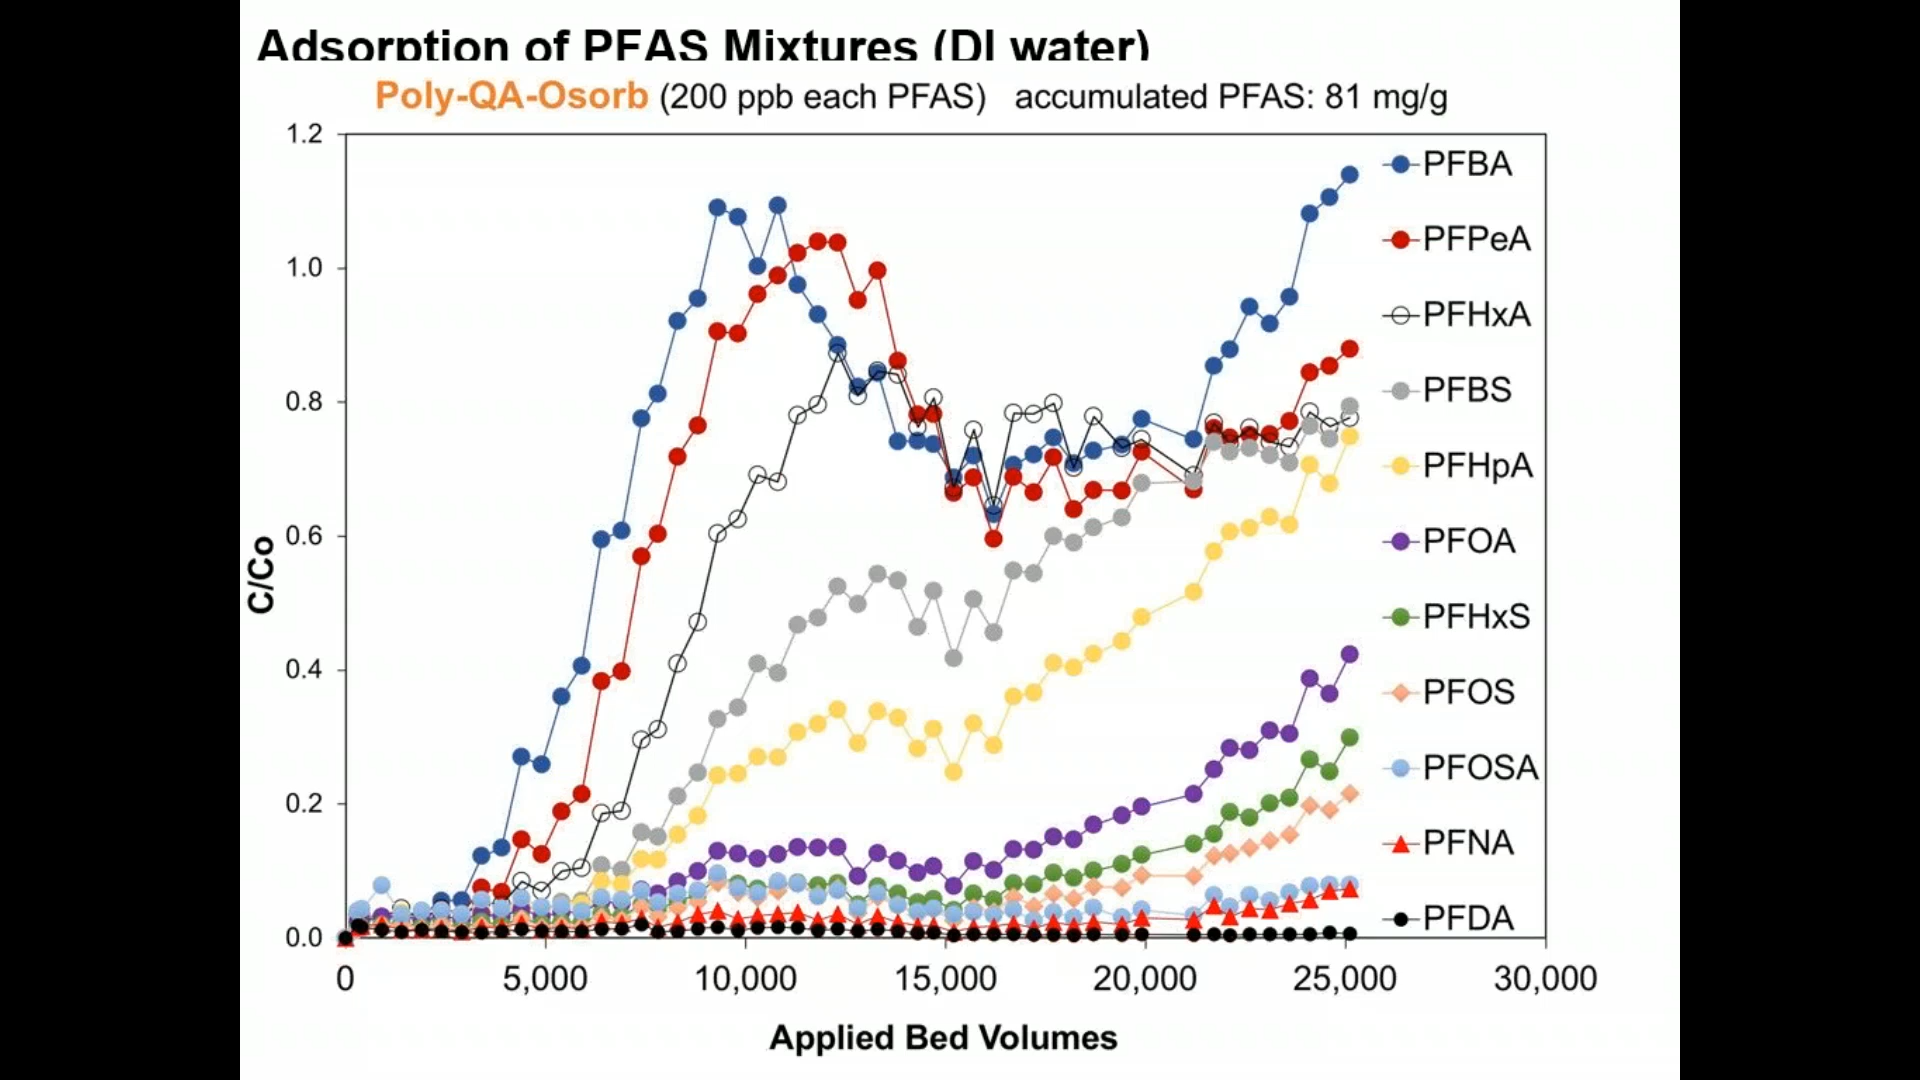 Adsorption of PFAS Mixtures (DI water)
Poly-QA-Osorb (200 ppb each PFAS) accumulated PFAS: 81 mg/g
1.2
1.0
0.8
0.6
0.4
0.2
0.0
C/Co
PFBA
PFPeA
PFHxA
PFBS
PFHpA
PFOA
PFHxS
PFOS
PFOSA
PFNA
PFDA
0 5,000 10,000 15,000 20,000 25,000 30,000
Applied Bed Volumes